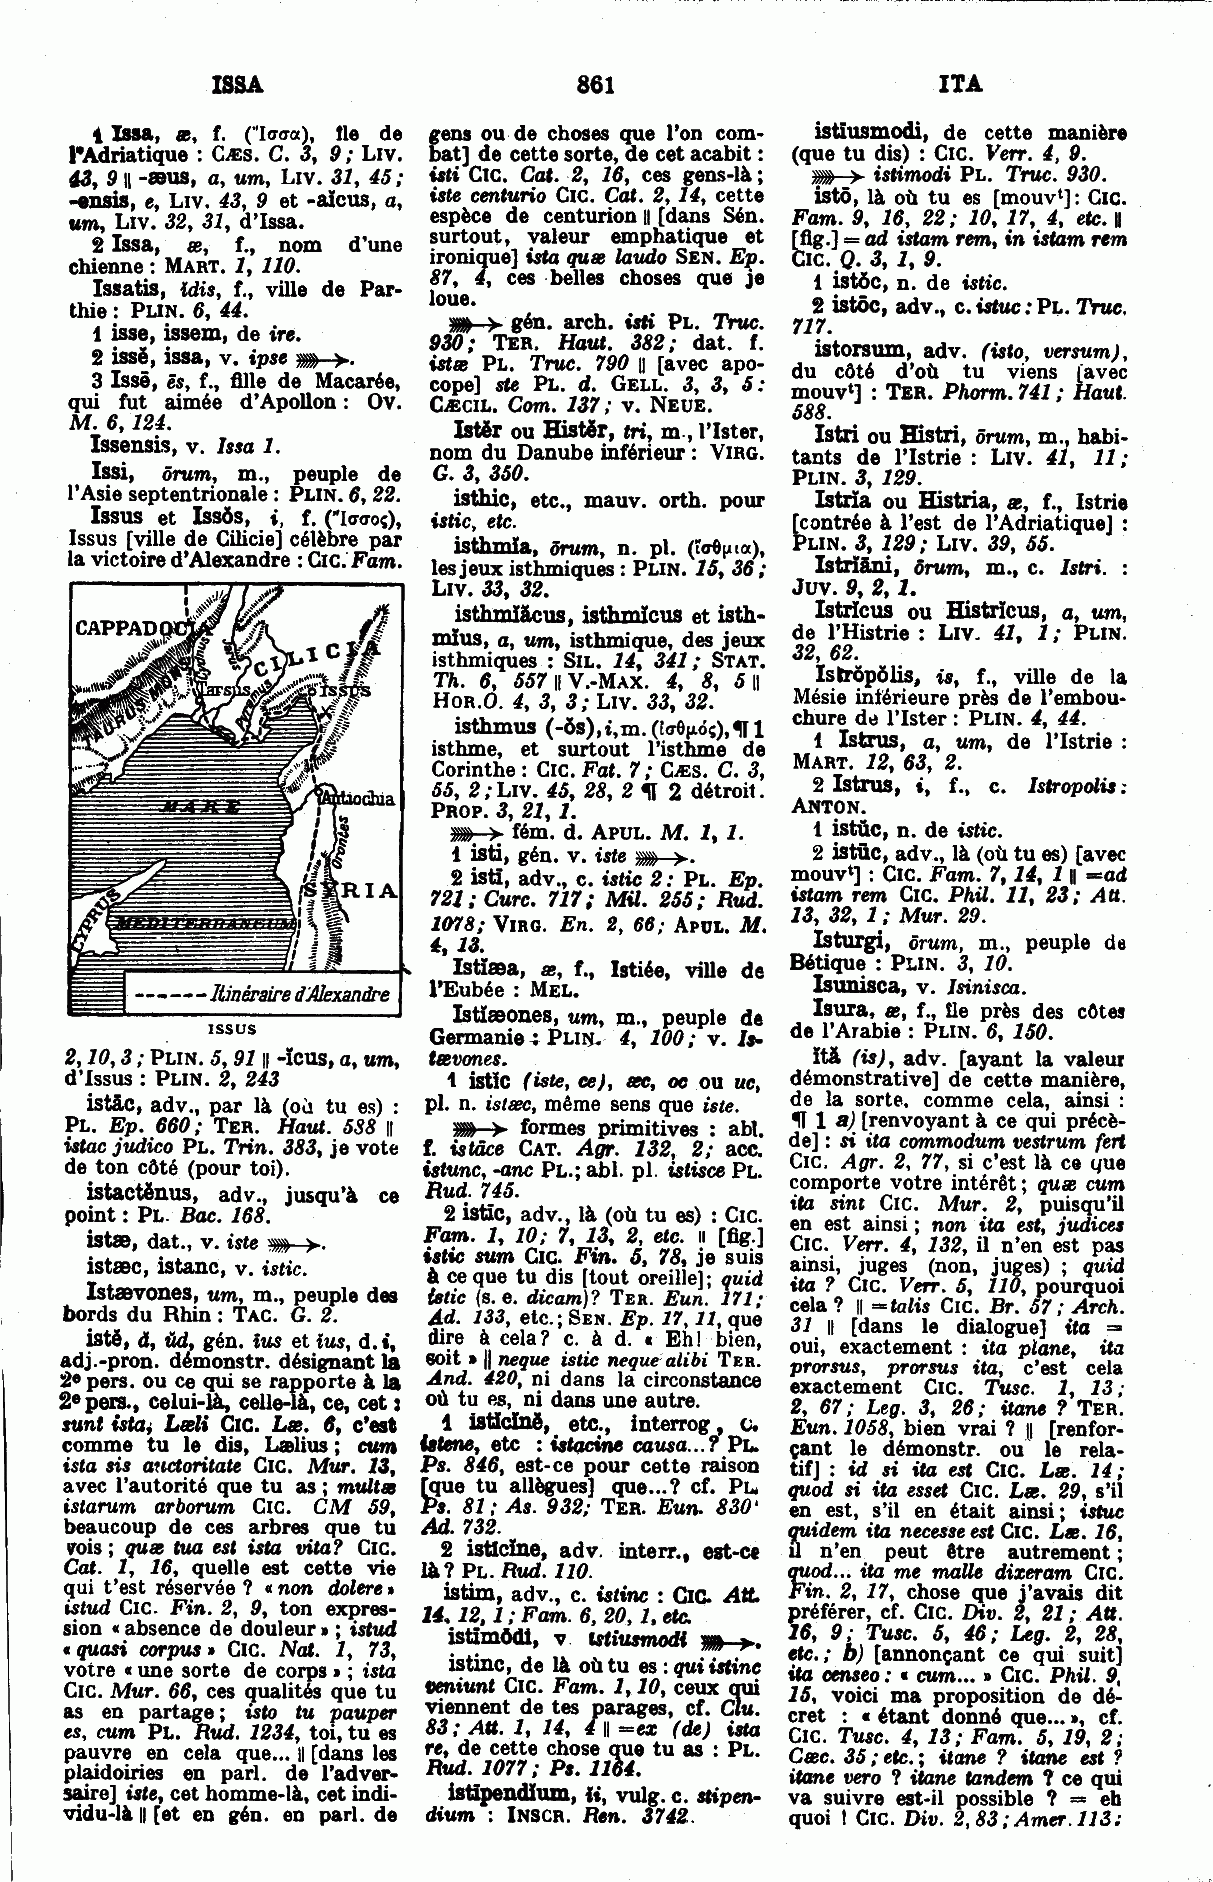 ISSA
861
ITA
1 Issa, æ, f. (Ἴσσα), île de
l'Adriatique : CÆS. C. 3, 9 ; LIV.
43, 9 || -æus, a, um, LIV. 31, 45 ;
-ensis, e, LIV. 43, 9 et -aĭcus, a,
um, LIV. 32, 31, d'Issa.
2 Issa, æ, f., nom d'une
chienne : MART. 1, 110.
Issatis, ĭdis, f., ville de Par-
thie : PLIN. 6, 44.
1 isse, issem, de ire.
2 issĕ, issa, v. ipse ⟫→.
3 Issē, ēs, f., fille de Macarée,
qui fut aimée d'Apollon : OV.
M. 6, 124.
Issensis, v. Issa 1.
Issi, ōrum, m., peuple de
l'Asie septentrionale : PLIN. 6, 22.
Issus et Issŏs, i, f. (Ἴσσος),
Issus [ville de Cilicie] célèbre par
la victoire d'Alexandre : CIC. Fam.
CAPPADOCIA
CILICIA
TAURUS MONS
Cydnus
Tarsus
Pyramus
Issus
MARE
Antiochia
Orontes
SYRIA
CYPRUS
MEDITERRANEUM
------ Itinéraire d'Alexandre
ISSUS
2, 10, 3 ; PLIN. 5, 91 || -ĭcus, a, um,
d'Issus : PLIN. 2, 243
istāc, adv., par là (où tu es) :
PL. Ep. 660 ; TER. Haut. 588 ||
istac judico PL. Trin. 383, je vote
de ton côté (pour toi).
istactĕnus, adv., jusqu'à ce
point : PL. Bac. 168.
istæ, dat., v. iste ⟫→.
istæc, istanc, v. istic.
Istævones, um, m., peuple des
bords du Rhin : TAC. G. 2.
istĕ, ă, ŭd, gén. ius et ius, d. i,
adj.-pron. démonstr. désignant la
2e pers. ou ce qui se rapporte à la
2e pers., celui-là, celle-là, ce, cet :
sunt ista, Læli CIC. Læ. 6, c'est
comme tu le dis, Lælius ; cum
ista sis auctoritate CIC. Mur. 13,
avec l'autorité que tu as ; multæ
istarum arborum CIC. CM 59,
beaucoup de ces arbres que tu
vois ; quæ tua est ista vita? CIC.
Cat. 1, 16, quelle est cette vie
qui t'est réservée ? « non dolere »
istud CIC. Fin. 2, 9, ton expres-
sion « absence de douleur » ; istud
« quasi corpus » CIC. Nat. 1, 73,
votre « une sorte de corps » ; ista
CIC. Mur. 66, ces qualités que tu
as en partage ; isto tu pauper
es, cum PL. Rud. 1234, toi, tu es
pauvre en cela que... || [dans les
plaidoiries en parl. de l'adver-
saire] iste, cet homme-là, cet indi-
vidu-là || [et en gén. en parl. de
gens ou de choses que l'on com-
bat] de cette sorte, de cet acabit :
isti CIC. Cat. 2, 16, ces gens-là ;
iste centurio CIC. Cat. 2, 14, cette
espèce de centurion || [dans Sén.
surtout, valeur emphatique et
ironique] ista quæ laudo SEN. Ep.
87, 4, ces belles choses que je
loue.
⟫→ gén. arch. isti PL. Truc.
930 ; TER. Haut. 382 ; dat. f.
istæ PL. Truc. 790 || [avec apo-
cope] ste PL. d. GELL. 3, 3, 5 :
CÆCIL. Com. 137 ; v. NEUE.
Istĕr ou Histĕr, tri, m., l'Ister,
nom du Danube inférieur : VIRG.
G. 3, 350.
isthic, etc., mauv. orth. pour
istic, etc.
isthmĭa, ōrum, n. pl. (ἴσθμια),
les jeux isthmiques : PLIN. 15, 36 ;
LIV. 33, 32.
isthmĭăcus, isthmĭcus et isth-
mĭus, a, um, isthmique, des jeux
isthmiques : SIL. 14, 341 ; STAT.
Th. 6, 557 || V.-MAX. 4, 8, 5 ||
HOR. O. 4, 3, 3 ; LIV. 33, 32.
isthmus (-ŏs), i, m. (ἰσθμός), ¶ 1
isthme, et surtout l'isthme de
Corinthe : CIC. Fat. 7 ; CÆS. C. 3,
55, 2 ; LIV. 45, 28, 2 ¶ 2 détroit.
PROP. 3, 21, 1.
⟫→ fém. d. APUL. M. 1, 1.
1 isti, gén. v. iste ⟫→.
2 istī, adv., c. istic 2 : PL. Ep.
721 ; Curc. 717 ; Mil. 255 ; Rud.
1078; VIRG. En. 2, 66; APUL. M.
4, 13.
Istĭæa, æ, f., Istiée, ville de
l'Eubée : MEL.
Istĭæones, um, m., peuple de
Germanie : PLIN. 4, 100 ; v. Is-
tævones.
1 istĭc (iste, ce), æc, oc ou uc,
pl. n. istæc, même sens que iste.
⟫→ formes primitives : abl.
f. istāce CAT. Agr. 132, 2 ; acc.
istunc, -anc PL.; abl. pl. istisce PL.
Rud. 745.
2 istīc, adv., là (où tu es) : CIC.
Fam. 1, 10 ; 7, 13, 2, etc. || [fig.]
istic sum CIC. Fin. 5, 78, je suis
à ce que tu dis [tout oreille]; quid
istic (s. e. dicam)? TER. Eun. 171;
Ad. 133, etc.; SEN. Ep. 17, 11, que
dire à cela? c. à d. « Eh! bien,
soit » || neque istic neque alibi TER.
And. 420, ni dans la circonstance
où tu es, ni dans une autre.
1 istĭcĭnĕ, etc., interrog, c.
istene, etc : istacine causa...? PL.
Ps. 846, est-ce pour cette raison
[que tu allègues] que...? cf. PL.
Ps. 81 ; As. 932; TER. Eun. 830'
Ad. 732.
2 istĭcĭne, adv. interr., est-ce
là ? PL. Rud. 110.
istim, adv., c. istinc : CIC. Att.
14, 12, 1 ; Fam. 6, 20, 1, etc.
istīmŏdi, v istiusmodi ⟫→.
istinc, de là où tu es : qui istinc
veniunt CIC. Fam. 1, 10, ceux qui
viennent de tes parages, cf. Clu.
83 ; Att. 1, 14, 4 || =ex (de) ista
re, de cette chose que tu as : PL.
Rud. 1077 ; Ps. 1164.
istīpendĭum, ĭi, vulg. c. stipen-
dium : INSCR. Ren. 3742.
istīusmodi, de cette manière
(que tu dis) : CIC. Verr. 4, 9.
⟫→ istimodi PL. Truc. 930.
istō, là où tu es [mouvt]: CIC.
Fam. 9, 16, 22 ; 10, 17, 4, etc. ||
[fig.] = ad istam rem, in istam rem
CIC. Q. 3, 1, 9.
1 istŏc, n. de istic.
2 istōc, adv., c. istuc : PL. Truc.
717.
istorsum, adv. (isto, versum),
du côté d'où tu viens [avec
mouvt] : TER. Phorm. 741 ; Haut.
588.
Istri ou Histri, ōrum, m., habi-
tants de l'Istrie : LIV. 41, 11 ;
PLIN. 3, 129.
Istrĭa ou Histria, æ, f., Istrie
[contrée à l'est de l'Adriatique] :
PLIN. 3, 129 ; LIV. 39, 55.
Istrĭāni, ōrum, m., c. Istri. :
JUV. 9, 2, 1.
Istrĭcus ou Histrĭcus, a, um,
de l'Histrie : LIV. 41, 1 ; PLIN.
32, 62.
Istrŏpŏlis, is, f., ville de la
Mésie inférieure près de l'embou-
chure de l'Ister : PLIN. 4, 44.
1 Istrus, a, um, de l'Istrie :
MART. 12, 63, 2.
2 Istrus, i, f., c. Istropolis :
ANTON.
1 istŭc, n. de istic.
2 istūc, adv., là (où tu es) [avec
mouvt] : CIC. Fam. 7, 14, 1 || =ad
istam rem CIC. Phil. 11, 23 ; Att.
13, 32, 1 ; Mur. 29.
Isturgi, ōrum, m., peuple de
Bétique : PLIN. 3, 10.
Isunisca, v. Isinisca.
Isura, æ, f., île près des côtes
de l'Arabie : PLIN. 6, 150.
ĭtă (is), adv. [ayant la valeur
démonstrative] de cette manière,
de la sorte, comme cela, ainsi :
¶ 1 a) [renvoyant à ce qui précè-
de] : si ita commodum vestrum fert
CIC. Agr. 2, 77, si c'est là ce que
comporte votre intérêt ; quæ cum
ita sint CIC. Mur. 2, puisqu'il
en est ainsi ; non ita est, judices
CIC. Verr. 4, 132, il n'en est pas
ainsi, juges (non, juges) ; quid
ita ? CIC. Verr. 5, 110, pourquoi
cela ? || =talis CIC. Br. 57 ; Arch.
31 || [dans le dialogue] ita =
oui, exactement : ita plane, ita
prorsus, prorsus ita, c'est cela
exactement CIC. Tusc. 1, 13 ;
2, 67 ; Leg. 3, 26 ; itane ? TER.
Eun. 1058, bien vrai ? || [renfor-
çant le démonstr. ou le rela-
tif] : id si ita est CIC. Læ. 14 ;
quod si ita esset CIC. Læ. 29, s'il
en est, s'il en était ainsi ; istuc
quidem ita necesse est CIC. Læ. 16,
il n'en peut être autrement ;
quod... ita me malle dixeram CIC.
Fin. 2, 17, chose que j'avais dit
préférer, cf. CIC. Div. 2, 21 ; Att.
16, 9 ; Tusc. 5, 46 ; Leg. 2, 28,
etc. ; b) [annonçant ce qui suit]
ita censeo : « cum... » CIC. Phil. 9,
15, voici ma proposition de dé-
cret : « étant donné que... », cf.
CIC. Tusc. 4, 13 ; Fam. 5, 19, 2 ;
Cæc. 35 ; etc. ; itane ? itane est ?
itane vero ? itane tandem ? ce qui
va suivre est-il possible ? = eh
quoi ! CIC. Div. 2, 83 ; Amer. 113 :